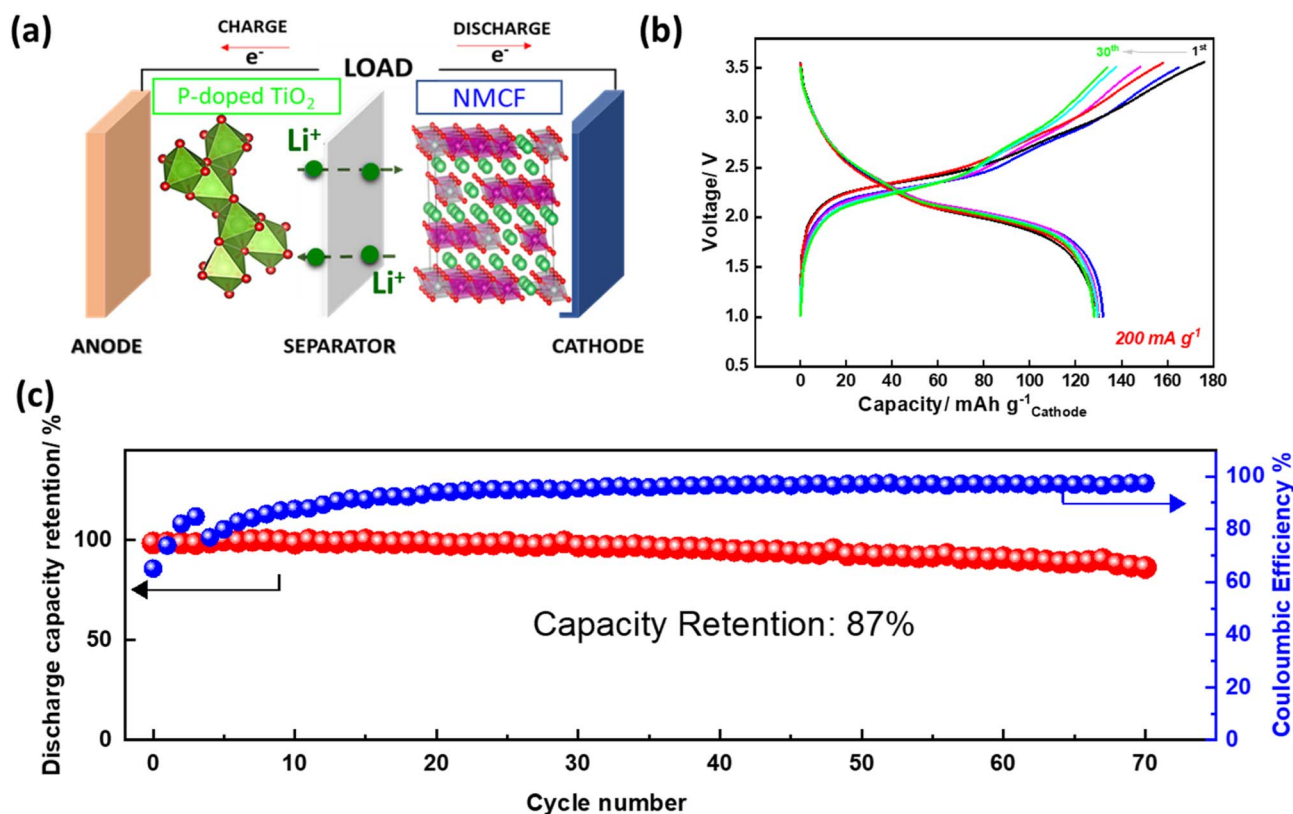 (a)
CHARGE
DISCHARGE
e-
LOAD
e-
P-doped TiO2
NMCF
Li+
Li+
ANODE
SEPARATOR
CATHODE
(b)
30th
1st
3.5
3.0
2.5
2.0
1.5
1.0
0.5
Voltage/ V
200 mA g-1
0 20 40 60 80 100 120 140 160 180
Capacity/ mAh g-1Cathode
(c)
Discharge capacity retention/ %
100
50
0
Capacity Retention: 87%
100
80
60
40
20
0
Couloumbic Efficiency %
0 10 20 30 40 50 60 70
Cycle number